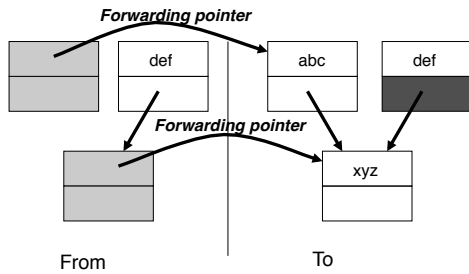 Forwarding pointer
def
abc
def
Forwarding pointer
xyz
From
To